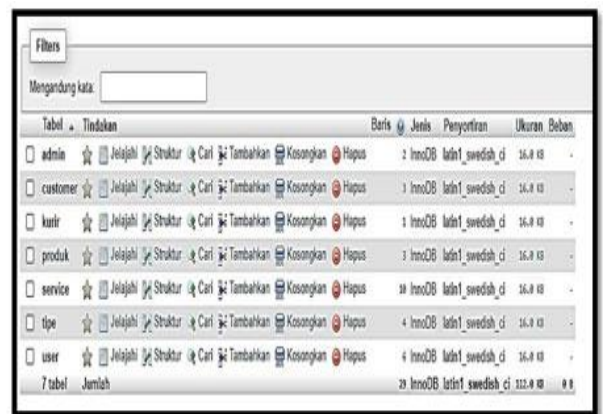 Filters
Mengandung kata:
Tabel Tindakan Baris Jenis Penyortiran Ukuran Beban
admin Jelajahi Struktur Cari Tambahkan Kosongkan Hapus 2 InnoDB latin1_swedish_ci 16.0 KB -
customer Jelajahi Struktur Cari Tambahkan Kosongkan Hapus 3 InnoDB latin1_swedish_ci 16.0 KB -
kurir Jelajahi Struktur Cari Tambahkan Kosongkan Hapus 1 InnoDB latin1_swedish_ci 16.0 KB -
produk Jelajahi Struktur Cari Tambahkan Kosongkan Hapus 3 InnoDB latin1_swedish_ci 16.0 KB -
service Jelajahi Struktur Cari Tambahkan Kosongkan Hapus 10 InnoDB latin1_swedish_ci 16.0 KB -
tipe Jelajahi Struktur Cari Tambahkan Kosongkan Hapus 4 InnoDB latin1_swedish_ci 16.0 KB -
user Jelajahi Struktur Cari Tambahkan Kosongkan Hapus 6 InnoDB latin1_swedish_ci 16.0 KB -
7 tabel Jumlah 29 InnoDB latin1_swedish_ci 112.0 KB 0 B